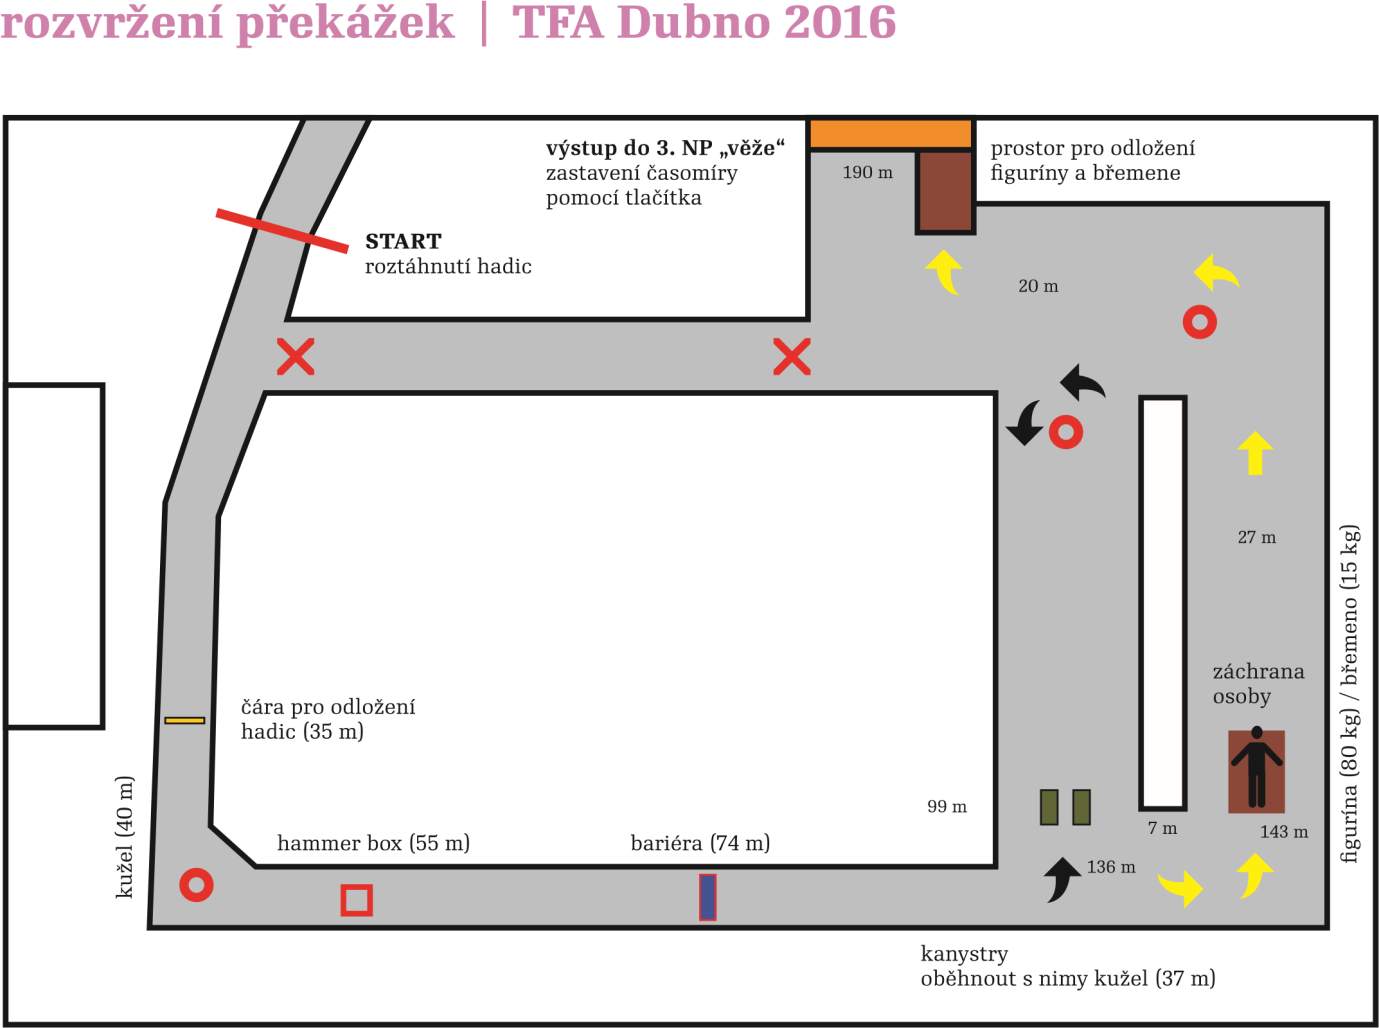 rozvržení překážek | TFA Dubno 2016
výstup do 3. NP „věže“
zastavení časomíry
pomocí tlačítka
190 m
prostor pro odložení
figuríny a břemene
START
roztáhnutí hadic
20 m
27 m
figurína (80 kg) / břemeno (15 kg)
záchrana
osoby
čára pro odložení
hadic (35 m)
kužel (40 m)
hammer box (55 m)
bariéra (74 m)
99 m
7 m
143 m
136 m
kanystry
oběhnout s nimy kužel (37 m)